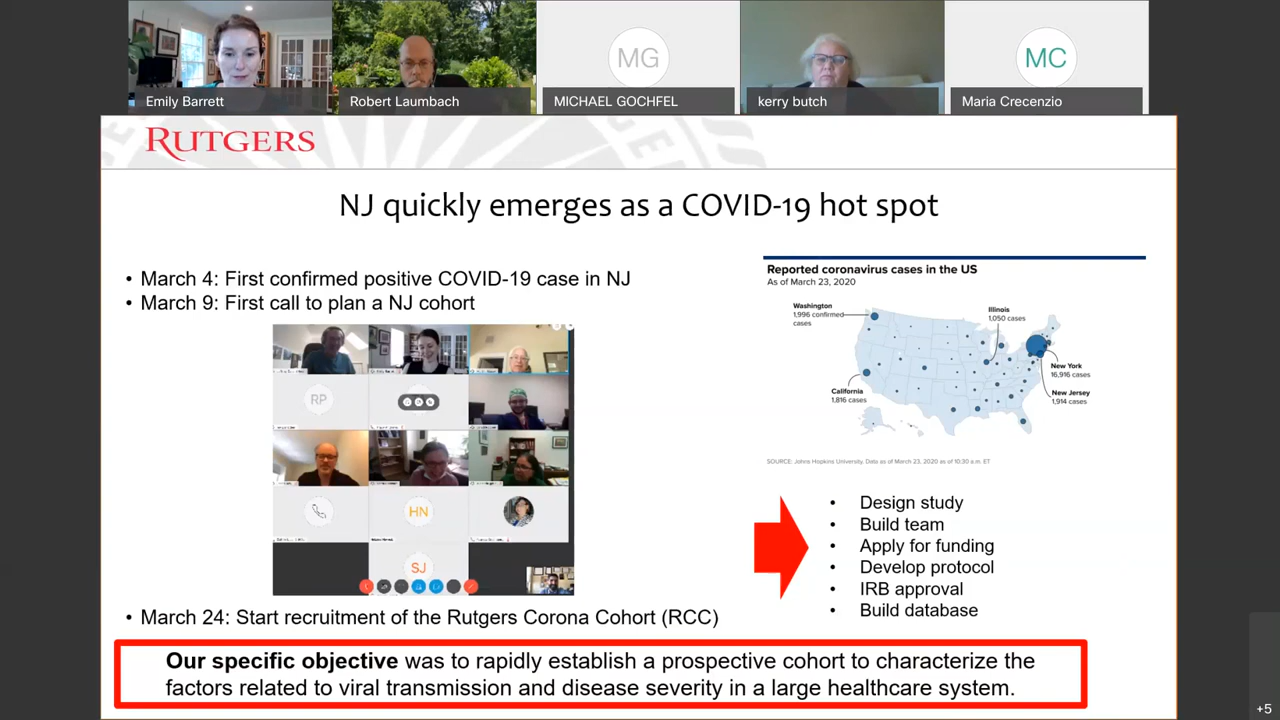 Emily Barrett
Robert Laumbach
MG
MICHAEL GOCHFEL
kerry butch
MC
Maria Crecenzio
RUTGERS
NJ quickly emerges as a COVID-19 hot spot
• March 4: First confirmed positive COVID-19 case in NJ
• March 9: First call to plan a NJ cohort
RP
HN
SJ
• March 24: Start recruitment of the Rutgers Corona Cohort (RCC)
Reported coronavirus cases in the US
As of March 23, 2020
Washington
1,996 confirmed
cases
Illinois
1,050 cases
New York
16,916 cases
New Jersey
1,914 cases
California
1,816 cases
SOURCE: Johns Hopkins University, Data as of March 23, 2020 as of 10:30 a.m. ET
• Design study
• Build team
• Apply for funding
• Develop protocol
• IRB approval
• Build database
Our specific objective was to rapidly establish a prospective cohort to characterize the
factors related to viral transmission and disease severity in a large healthcare system.
+5